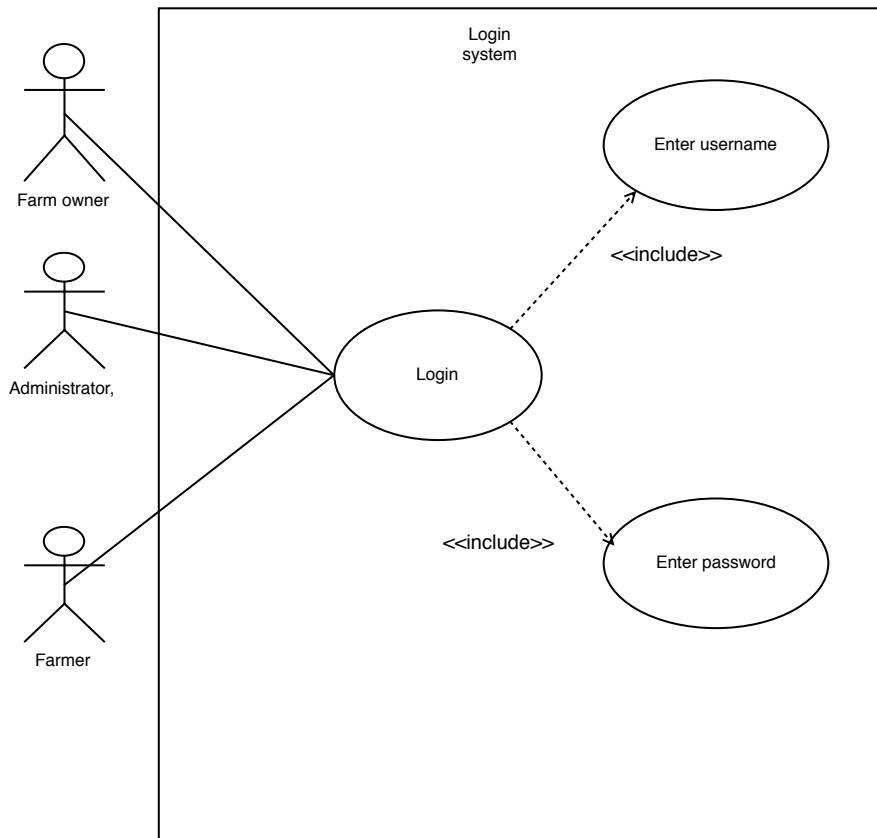 Login
system
Enter username
Farm owner
<<include>>
Login
Administrator,
<<include>>
Enter password
Farmer